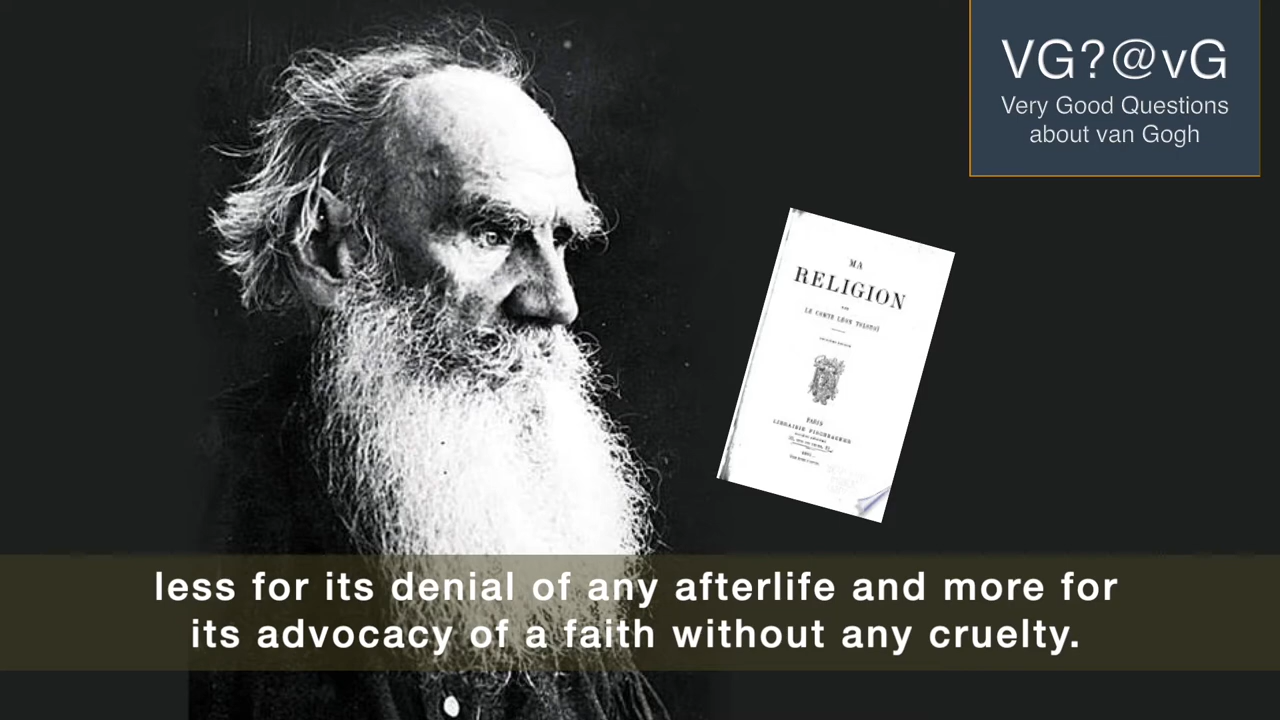 VG?@vG
Very Good Questions
about van Gogh
MA
RELIGION
PAR
LE COMTE LÉON TOLSTOÏ
PARIS
LIBRAIRIE FISCHBACHER
less for its denial of any afterlife and more for
its advocacy of a faith without any cruelty.